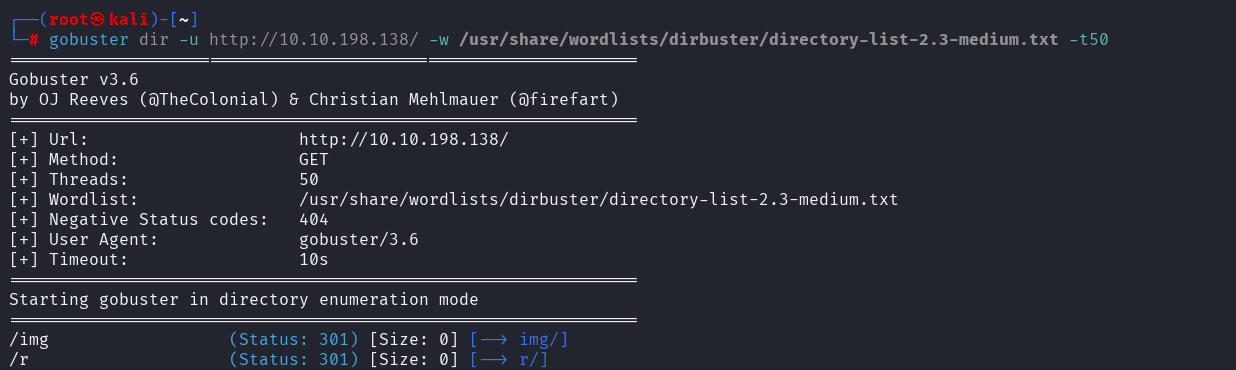 ┌──(root㉿kali)-[~]
└─# gobuster dir -u http://10.10.198.138/ -w /usr/share/wordlists/dirbuster/directory-list-2.3-medium.txt -t50
===============================================================
Gobuster v3.6
by OJ Reeves (@TheColonial) & Christian Mehlmauer (@firefart)
===============================================================
[+] Url:                     http://10.10.198.138/
[+] Method:                  GET
[+] Threads:                 50
[+] Wordlist:                /usr/share/wordlists/dirbuster/directory-list-2.3-medium.txt
[+] Negative Status codes:   404
[+] User Agent:              gobuster/3.6
[+] Timeout:                 10s
===============================================================
Starting gobuster in directory enumeration mode
===============================================================
/img                  (Status: 301) [Size: 0] [--> img/]
/r                    (Status: 301) [Size: 0] [--> r/]